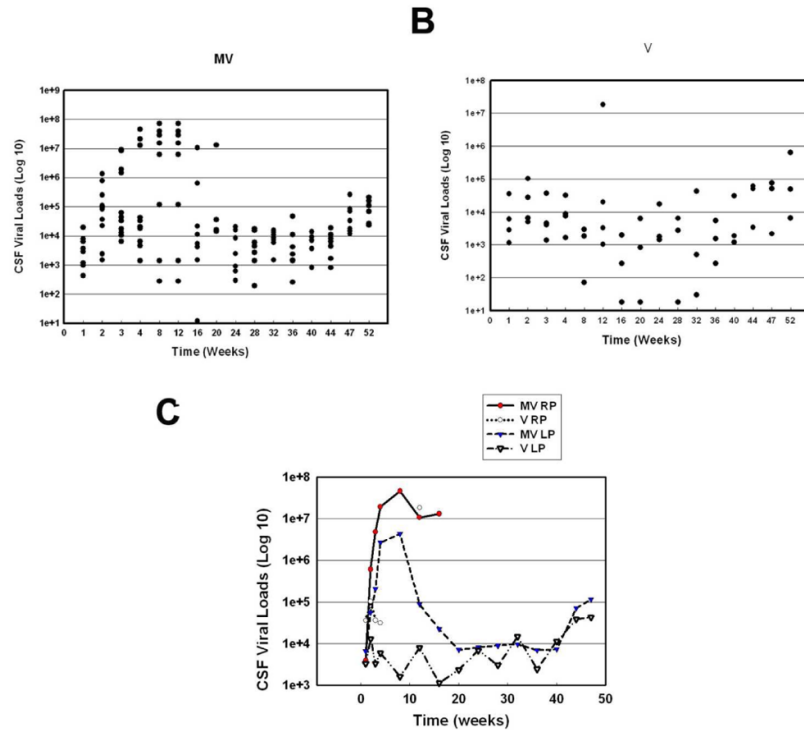 B
MV
CSF Viral Loads (Log 10)
1e+9
1e+8
1e+7
1e+6
1e+5
1e+4
1e+3
1e+2
1e+1
0 1 2 3 4 8 12 16 20 24 28 32 36 40 44 48 52
Time (Weeks)
V
CSF Viral Loads (Log 10)
1e+8
1e+7
1e+6
1e+5
1e+4
1e+3
1e+2
1e+1
0 1 2 3 4 8 12 16 20 24 28 32 36 40 44 47 52
Time (Weeks)
C
MV RP
V RP
MV LP
V LP
CSF Viral Loads (Log 10)
1e+8
1e+7
1e+6
1e+5
1e+4
1e+3
0 10 20 30 40 50
Time (weeks)